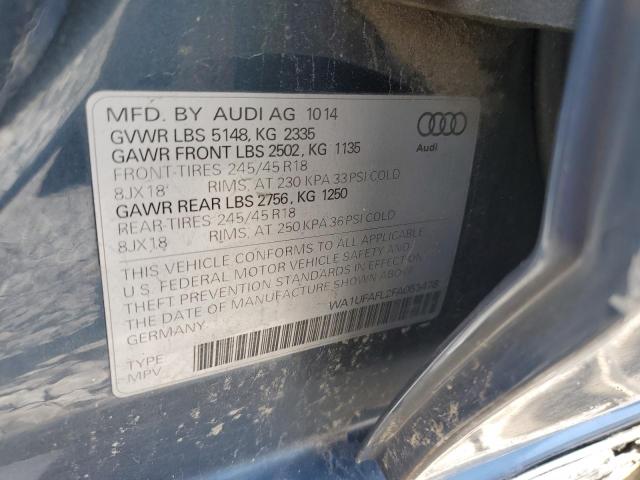 MFD. BY AUDI AG 10 14
GVWR LBS 5148, KG 2335
GAWR FRONT LBS 2502, KG 1135
FRONT-TIRES 245/45 R18
8JX18 RIMS, AT 230 KPA 33 PSI COLD
GAWR REAR LBS 2756, KG 1250
REAR-TIRES 245/45 R18
8JX18 RIMS, AT 250 KPA 36 PSI COLD
Audi
THIS VEHICLE CONFORMS TO ALL APPLICABLE
U.S. FEDERAL MOTOR VEHICLE SAFETY AND
THEFT PREVENTION STANDARDS IN EFFECT ON
THE DATE OF MANUFACTURE SHOWN ABOVE.
GERMANY
WA1UFAFL2FA053478
TYPE
MPV